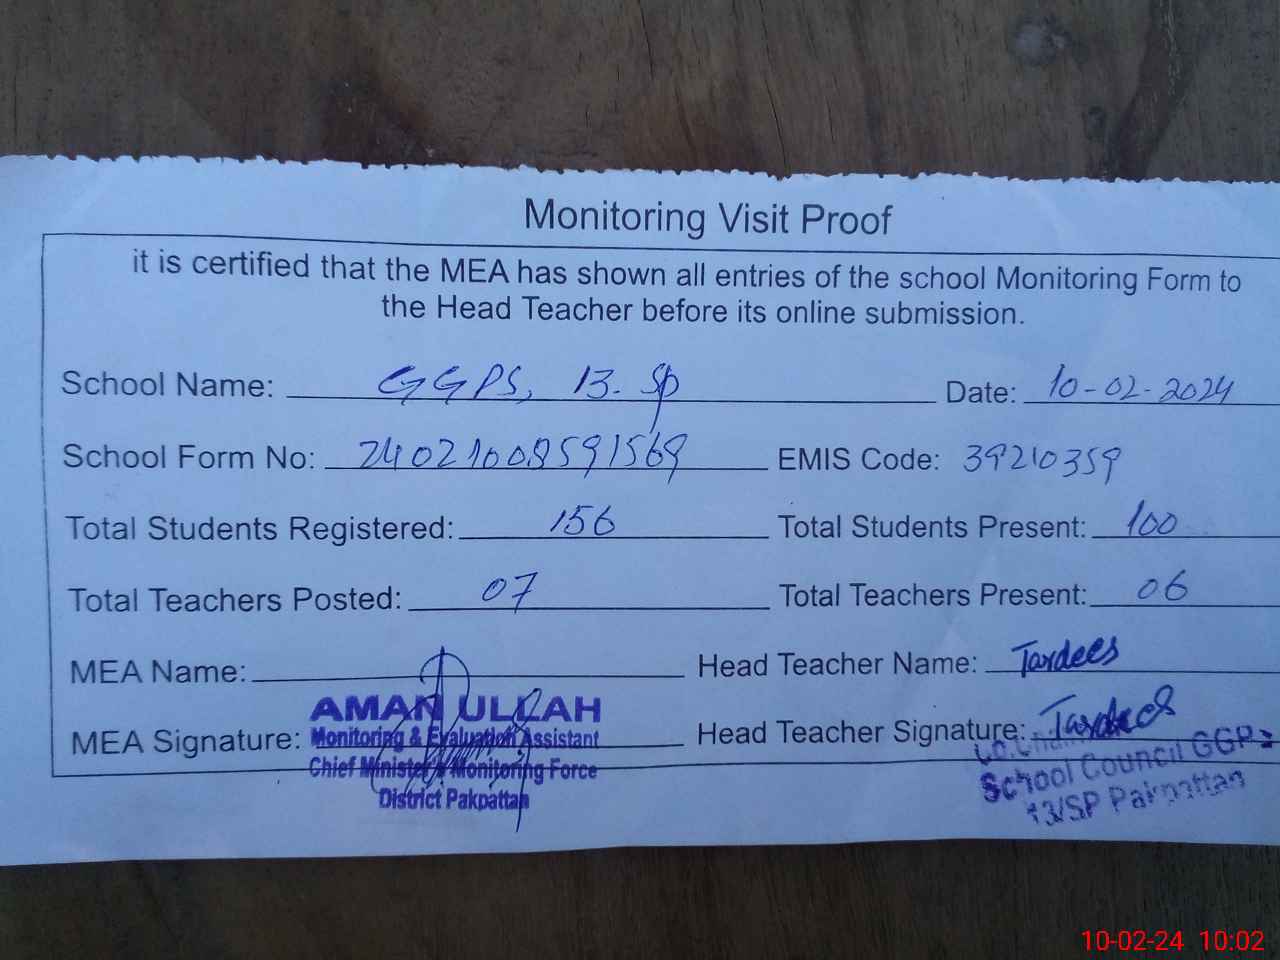 Monitoring Visit Proof
it is certified that the MEA has shown all entries of the school Monitoring Form to
the Head Teacher before its online submission.
School Name: GGPS, 13. Sp Date: 10-02-2024
School Form No: 24021008591569 EMIS Code: 39210359
Total Students Registered: 156 Total Students Present: 100
Total Teachers Posted: 07 Total Teachers Present: 06
MEA Name: Head Teacher Name: Tardees
MEA Signature: Head Teacher Signature: Tardees
AMAN ULLAH
Monitoring & Evaluation Assistant
Chief Minister's Monitoring Force
District Pakpattan
School Council GGPS
13/SP Pakpattan
10-02-24 10:02